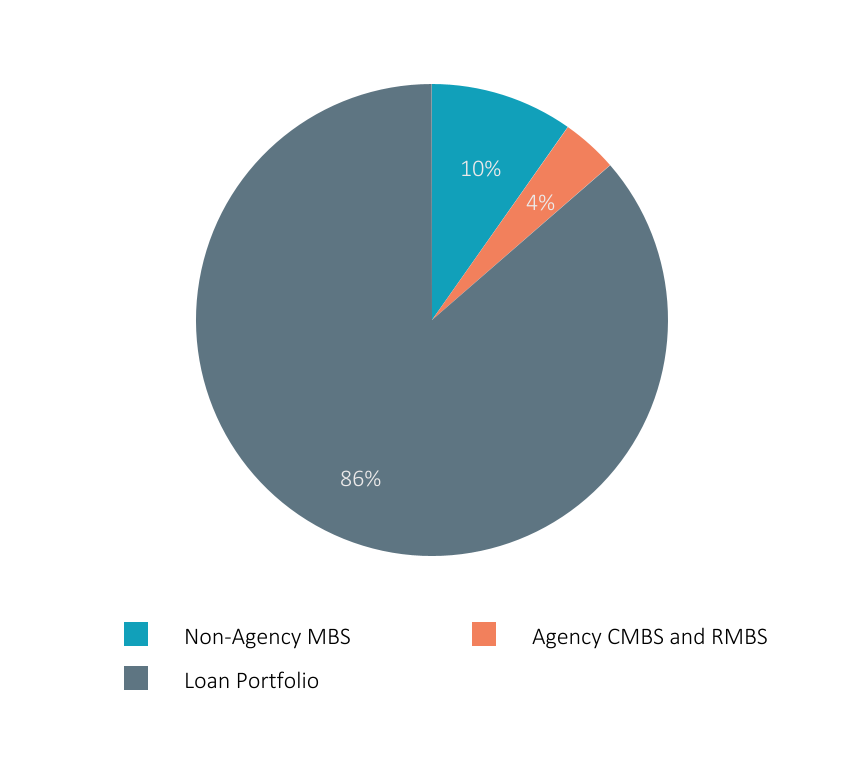 10%
4%
86%
Non-Agency MBS
Agency CMBS and RMBS
Loan Portfolio